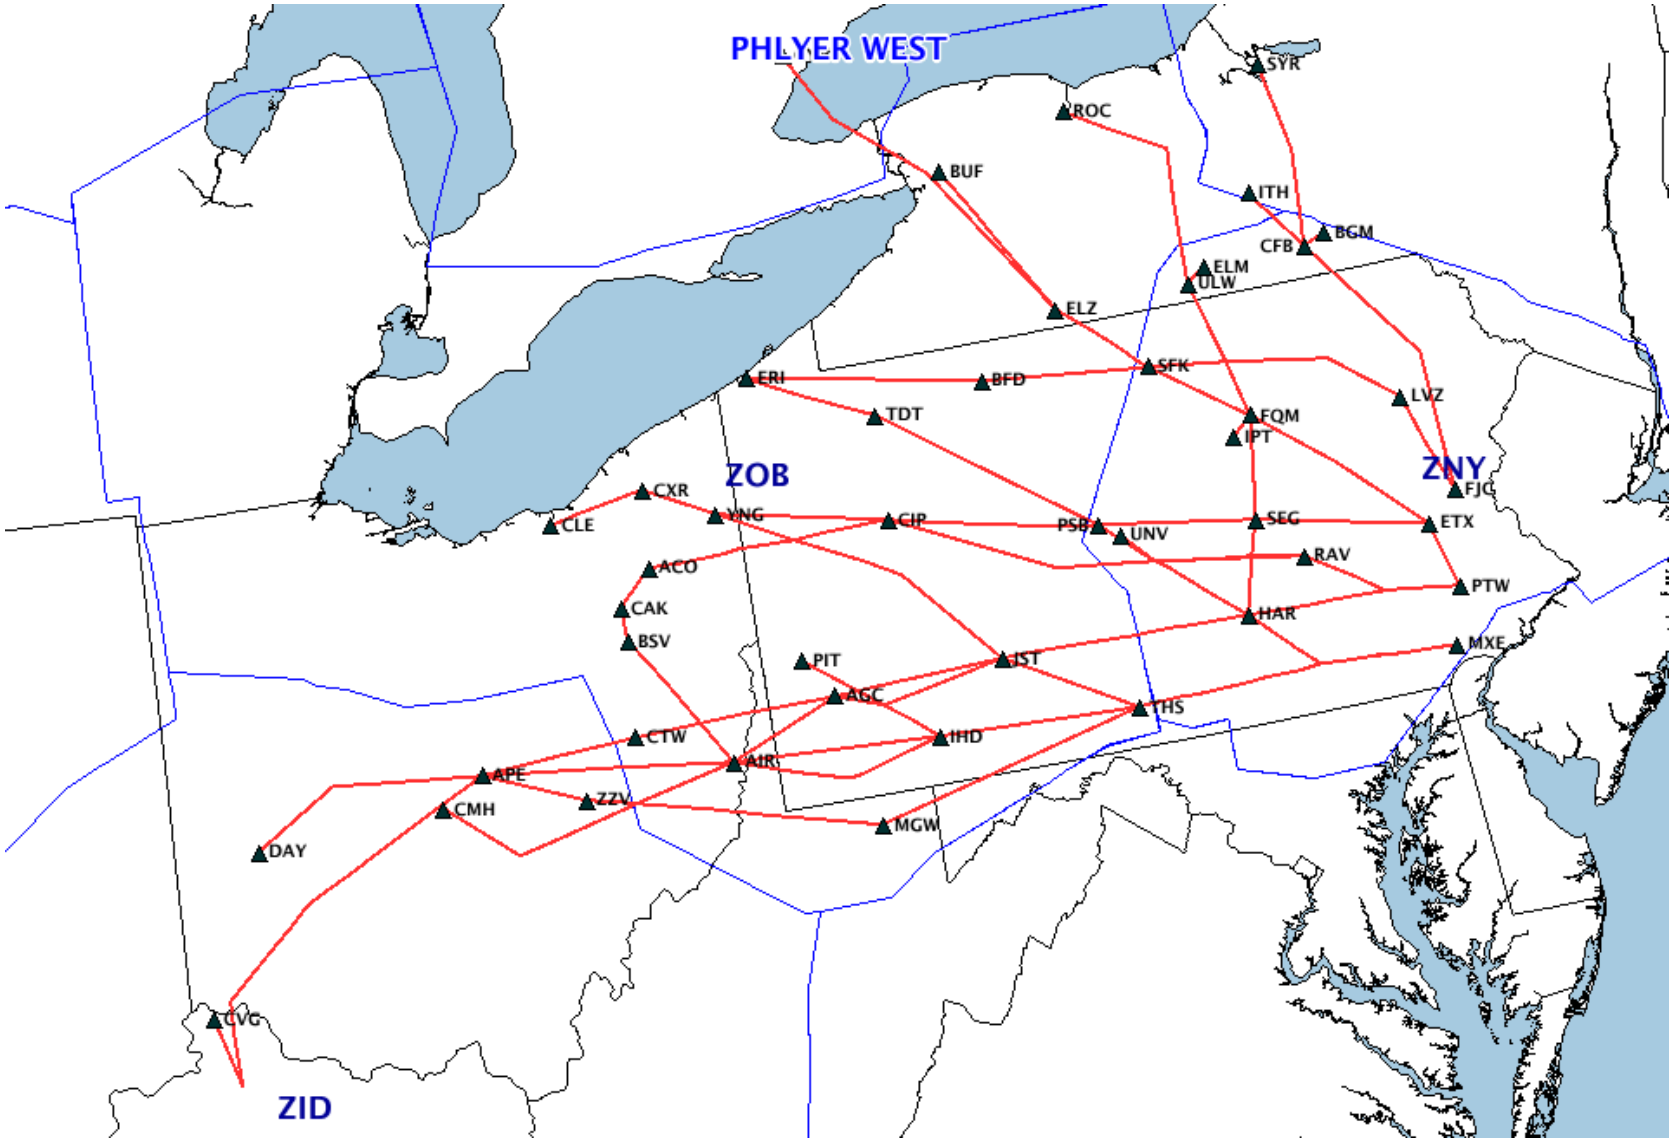 PHLYER WEST
SYR
ROC
BUF
ITH
BGM
CFB
ELM
ULW
ELZ
SFK
ERI
BFD
LVZ
TDT
FQM
IPT
ZNY
ZOB
FJC
CXR
YNG
CLE
CIP
PSB
UNV
SEG
ETX
RAV
ACO
PTW
CAK
HAR
BSV
MXE
PIT
JST
AGC
THS
CTW
IHD
AIR
APE
ZZV
CMH
MGW
DAY
CVG
ZID